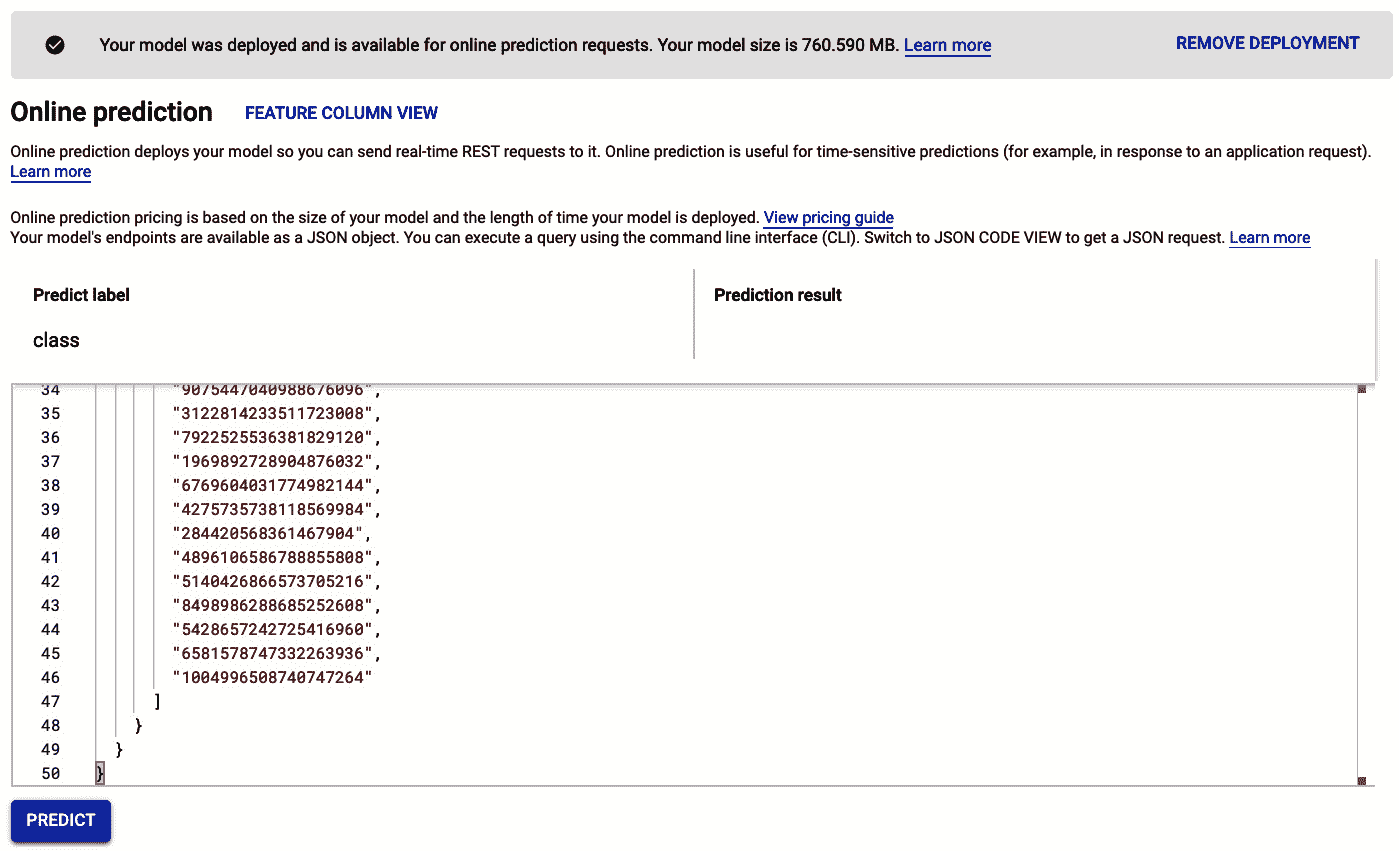 Your model was deployed and is available for online prediction requests. Your model size is 760.590 MB. Learn more
REMOVE DEPLOYMENT
Online prediction FEATURE COLUMN VIEW
Online prediction deploys your model so you can send real-time REST requests to it. Online prediction is useful for time-sensitive predictions (for example, in response to an application request).
Learn more
Online prediction pricing is based on the size of your model and the length of time your model is deployed. View pricing guide
Your model's endpoints are available as a JSON object. You can execute a query using the command line interface (CLI). Switch to JSON CODE VIEW to get a JSON request. Learn more
Predict label
Prediction result
class
34 "9075447040988676096",
35 "3122814233511723008",
36 "7922525536381829120",
37 "1969892728904876032",
38 "6769604031774982144",
39 "4275735738118569984",
40 "284420568361467904",
41 "4896106586788855808",
42 "5140426866573705216",
43 "8498986288685252608",
44 "5428657242725416960",
45 "6581578747332263936",
46 "1004996508740747264"
47 ]
48 }
49 }
50 }
PREDICT